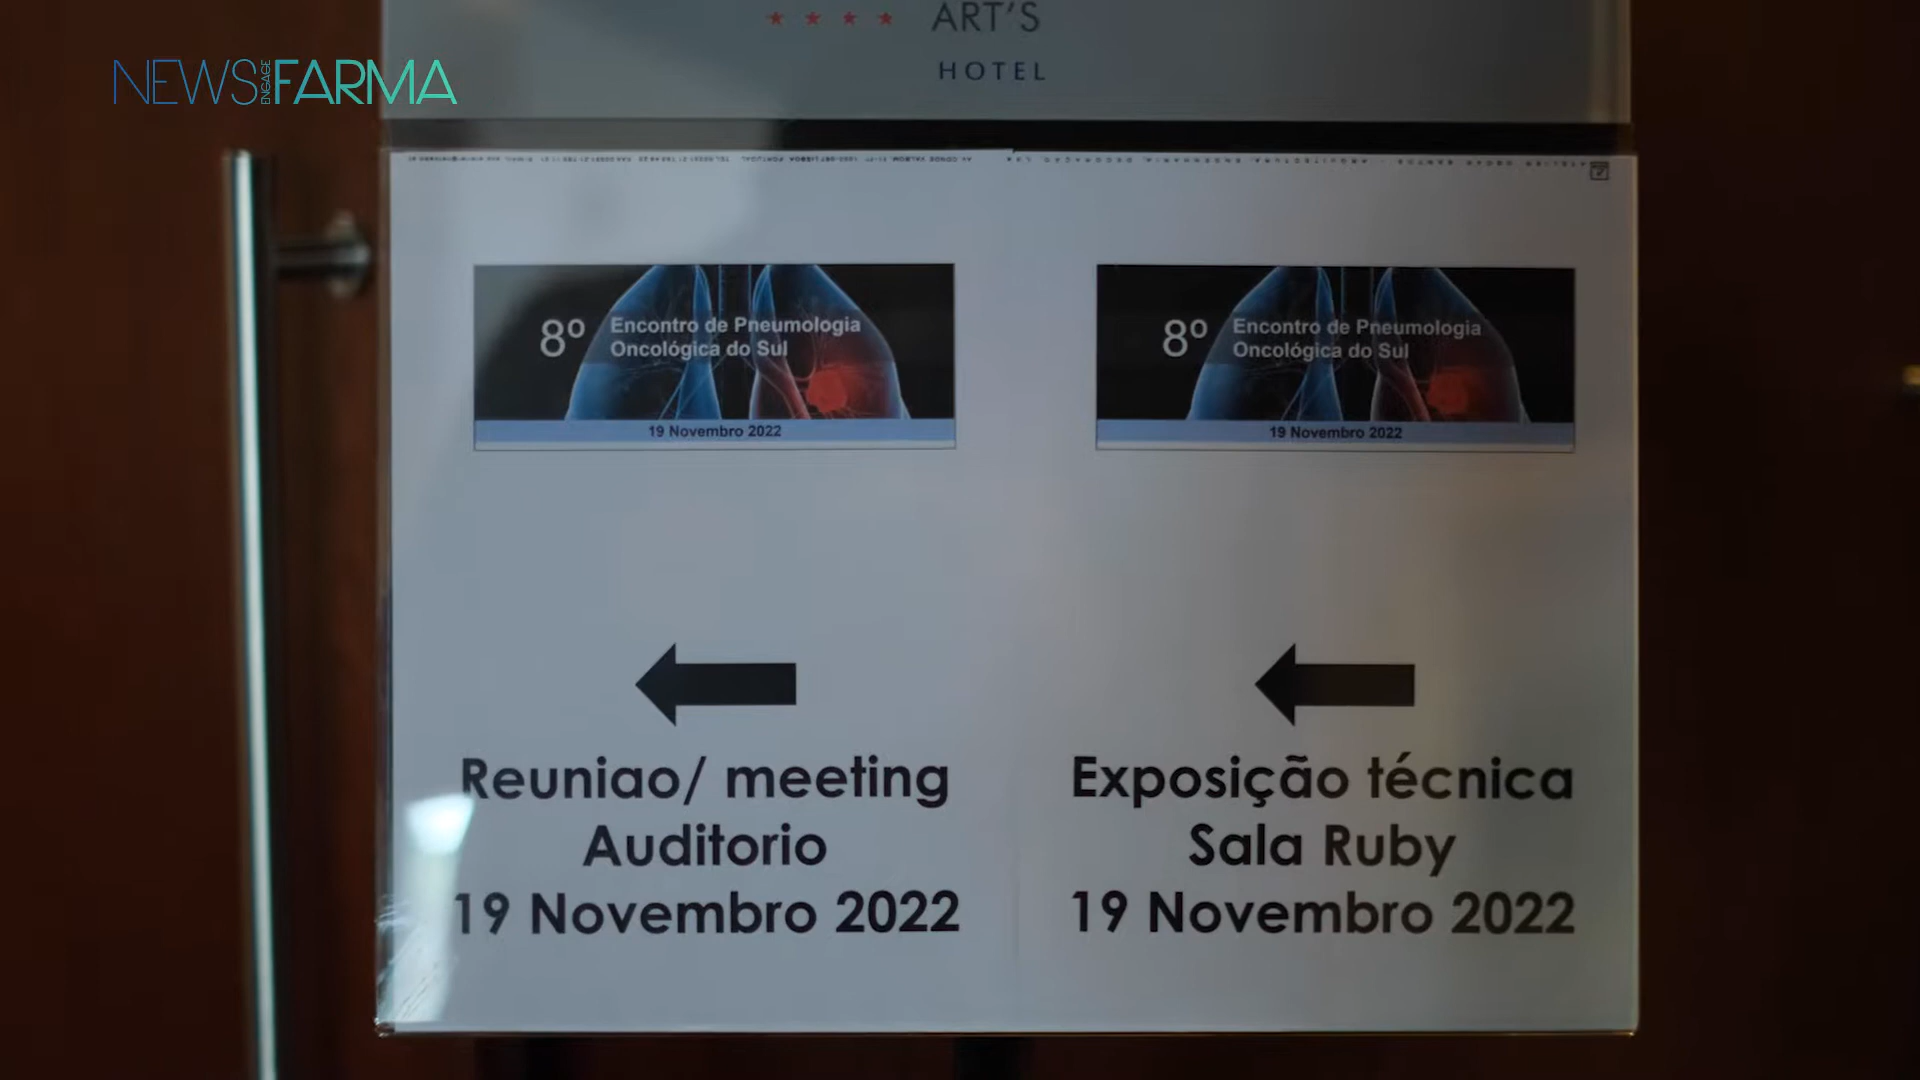 ART'S
HOTEL
NEWS ENGAGE FARMA
8º Encontro de Pneumologia
Oncológica do Sul
19 Novembro 2022
8º Encontro de Pneumologia
Oncológica do Sul
19 Novembro 2022
Reuniao/ meeting
Auditorio
19 Novembro 2022
Exposição técnica
Sala Ruby
19 Novembro 2022